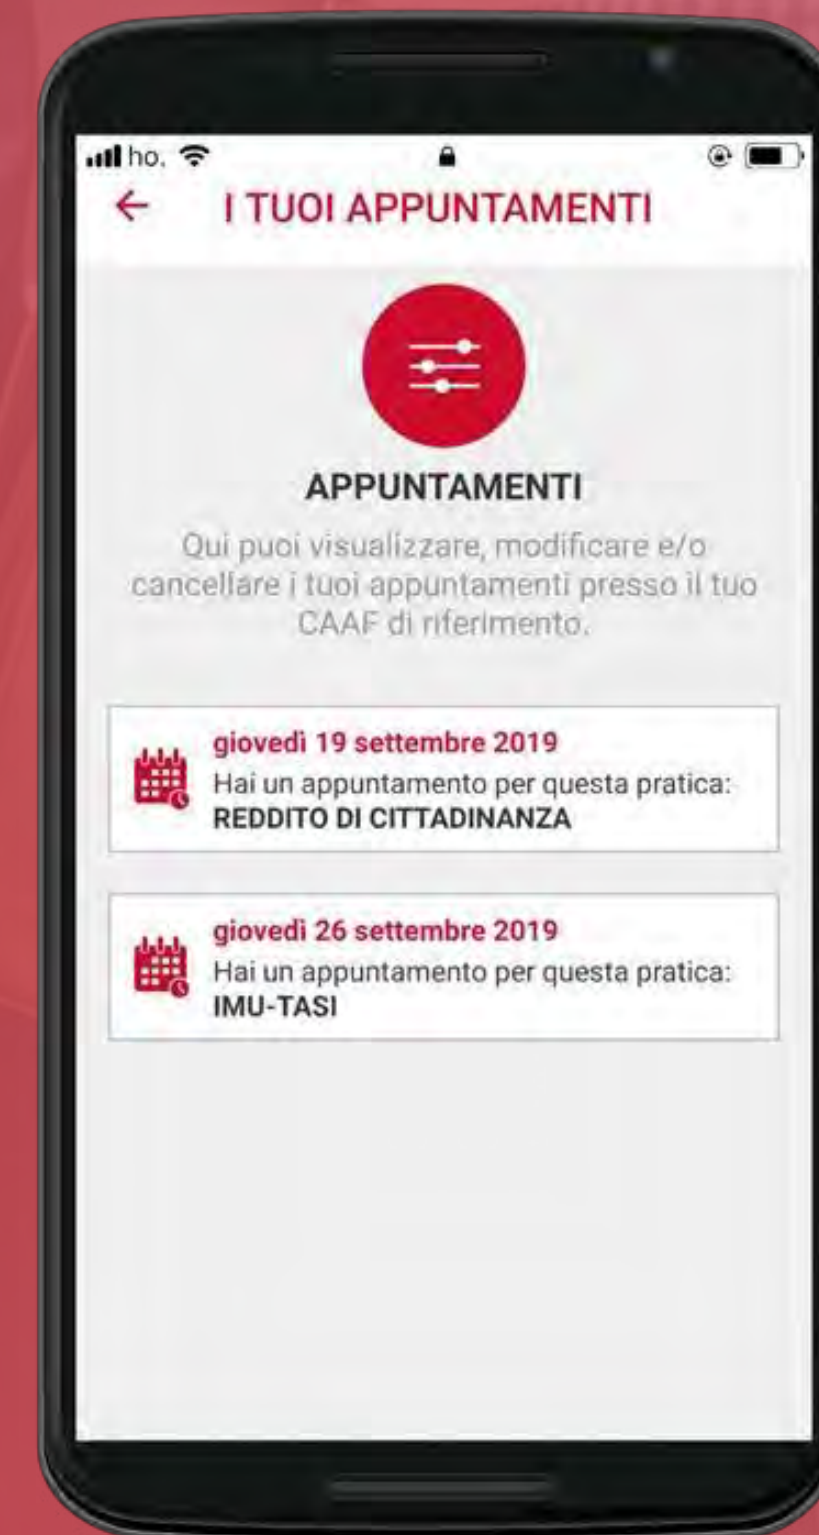 ho.
I TUOI APPUNTAMENTI
APPUNTAMENTI
Qui puoi visualizzare, modificare e/o
cancellare i tuoi appuntamenti presso il tuo
CAAF di riferimento.
giovedì 19 settembre 2019
Hai un appuntamento per questa pratica:
REDDITO DI CITTADINANZA
giovedì 26 settembre 2019
Hai un appuntamento per questa pratica:
IMU-TASI